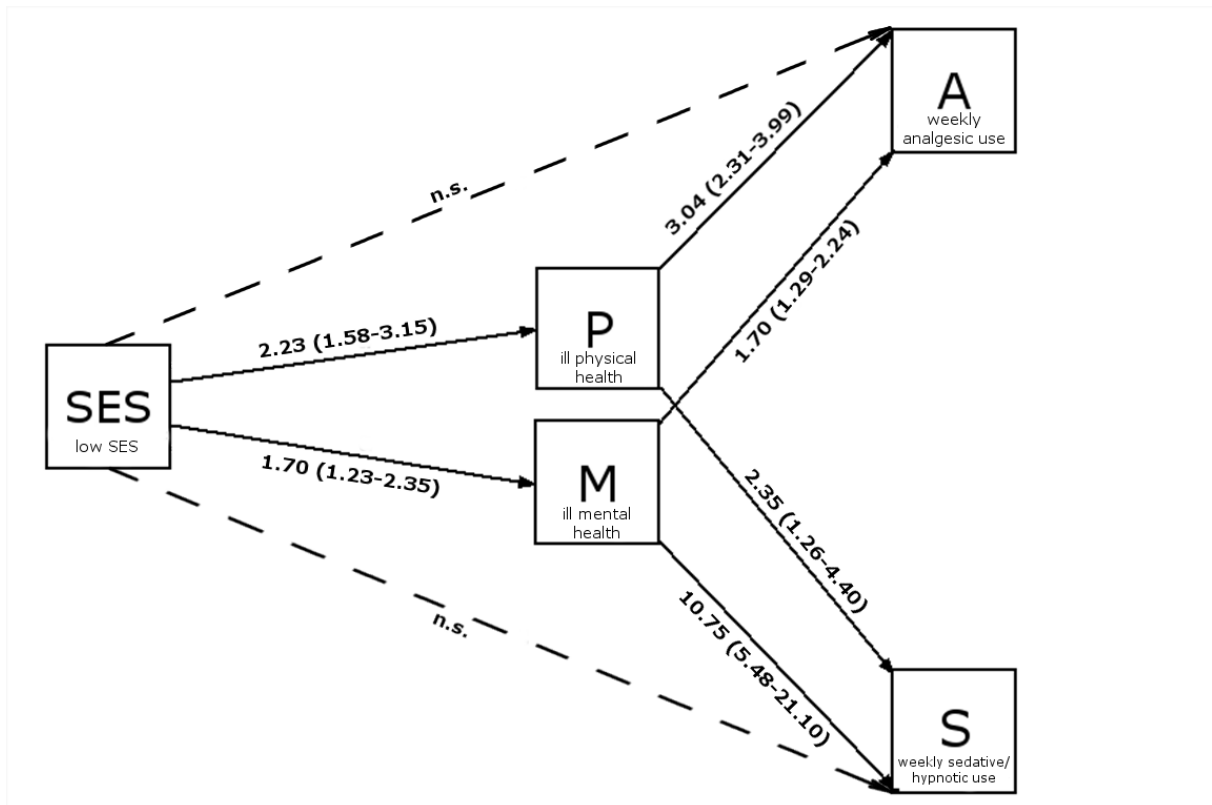 A
weekly
analgesic use
n.s.
3.04 (2.31-3.99)
1.70 (1.29-2.24)
P
ill physical
health
2.23 (1.58-3.15)
SES
low SES
1.70 (1.23-2.35)
M
ill mental
health
2.35 (1.26-4.40)
10.75 (5.48-21.10)
n.s.
S
weekly sedative/
hypnotic use